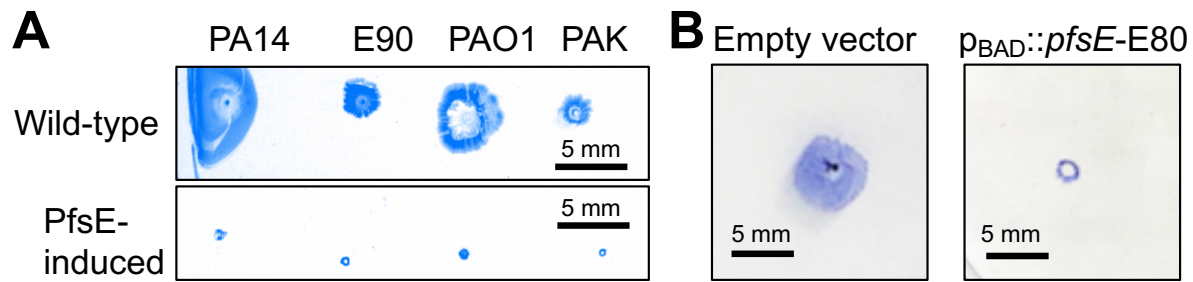 A
PA14 E90 PAO1 PAK
Wild-type
5 mm
PfsE-
induced
5 mm
B
Empty vector
pBAD::pfsE-E80
5 mm
5 mm